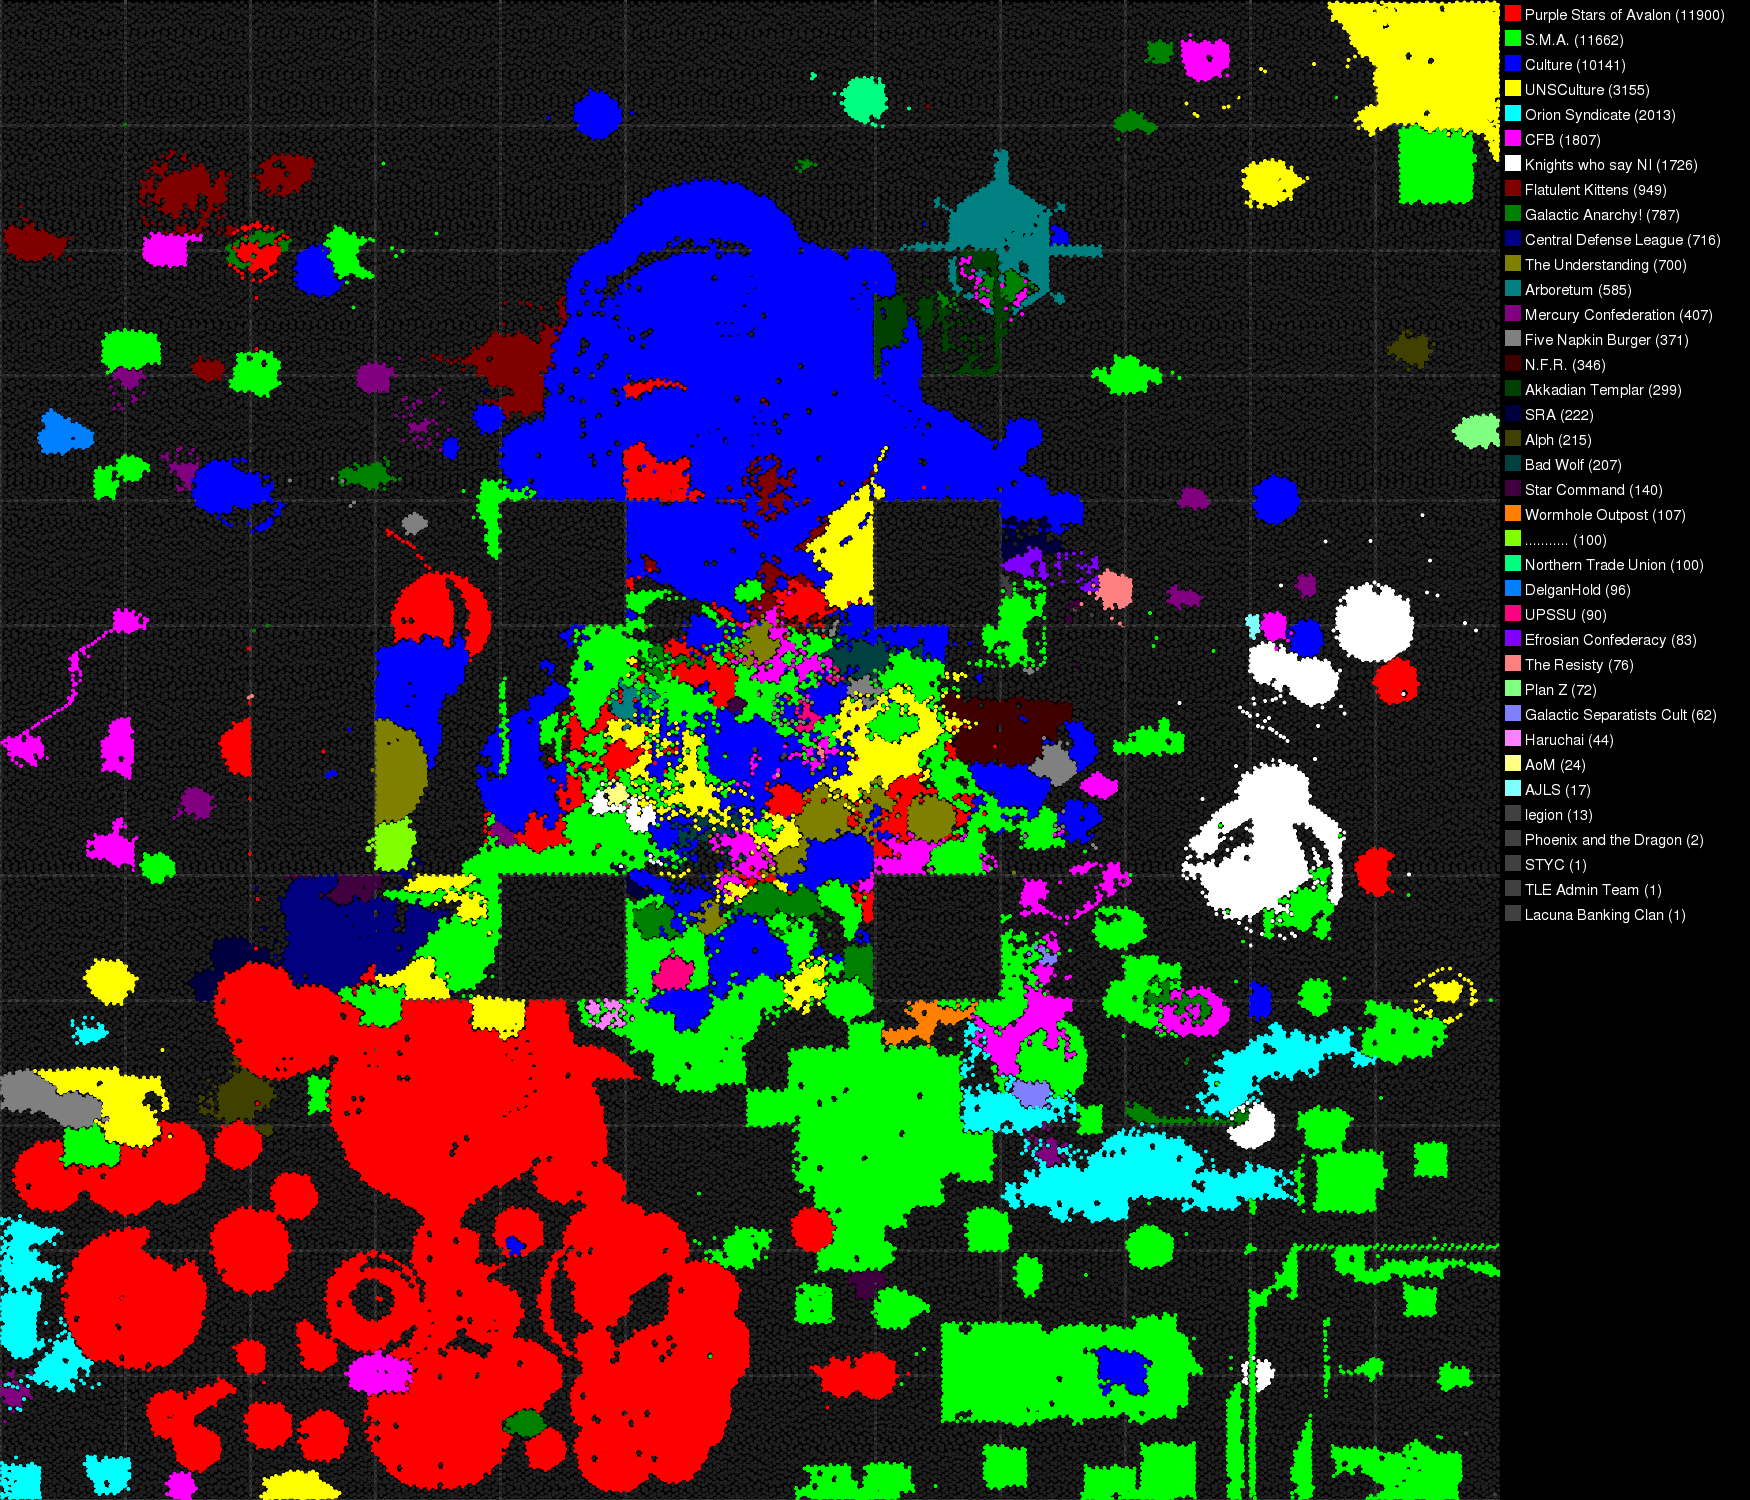 Purple Stars of Avalon (11900)
S.M.A. (11662)
Culture (10141)
UNSCulture (3155)
Orion Syndicate (2013)
CFB (1807)
Knights who say NI (1726)
Flatulent Kittens (949)
Galactic Anarchy! (787)
Central Defense League (716)
The Understanding (700)
Arboretum (585)
Mercury Confederation (407)
Five Napkin Burger (371)
N.F.R. (346)
Akkadian Templar (299)
SRA (222)
Alph (215)
Bad Wolf (207)
Star Command (140)
Wormhole Outpost (107)
........... (100)
Northern Trade Union (100)
DelganHold (96)
UPSSU (90)
Efrosian Confederacy (83)
The Resisty (76)
Plan Z (72)
Galactic Separatists Cult (62)
Haruchai (44)
AoM (24)
AJLS (17)
legion (13)
Phoenix and the Dragon (2)
STYC (1)
TLE Admin Team (1)
Lacuna Banking Clan (1)